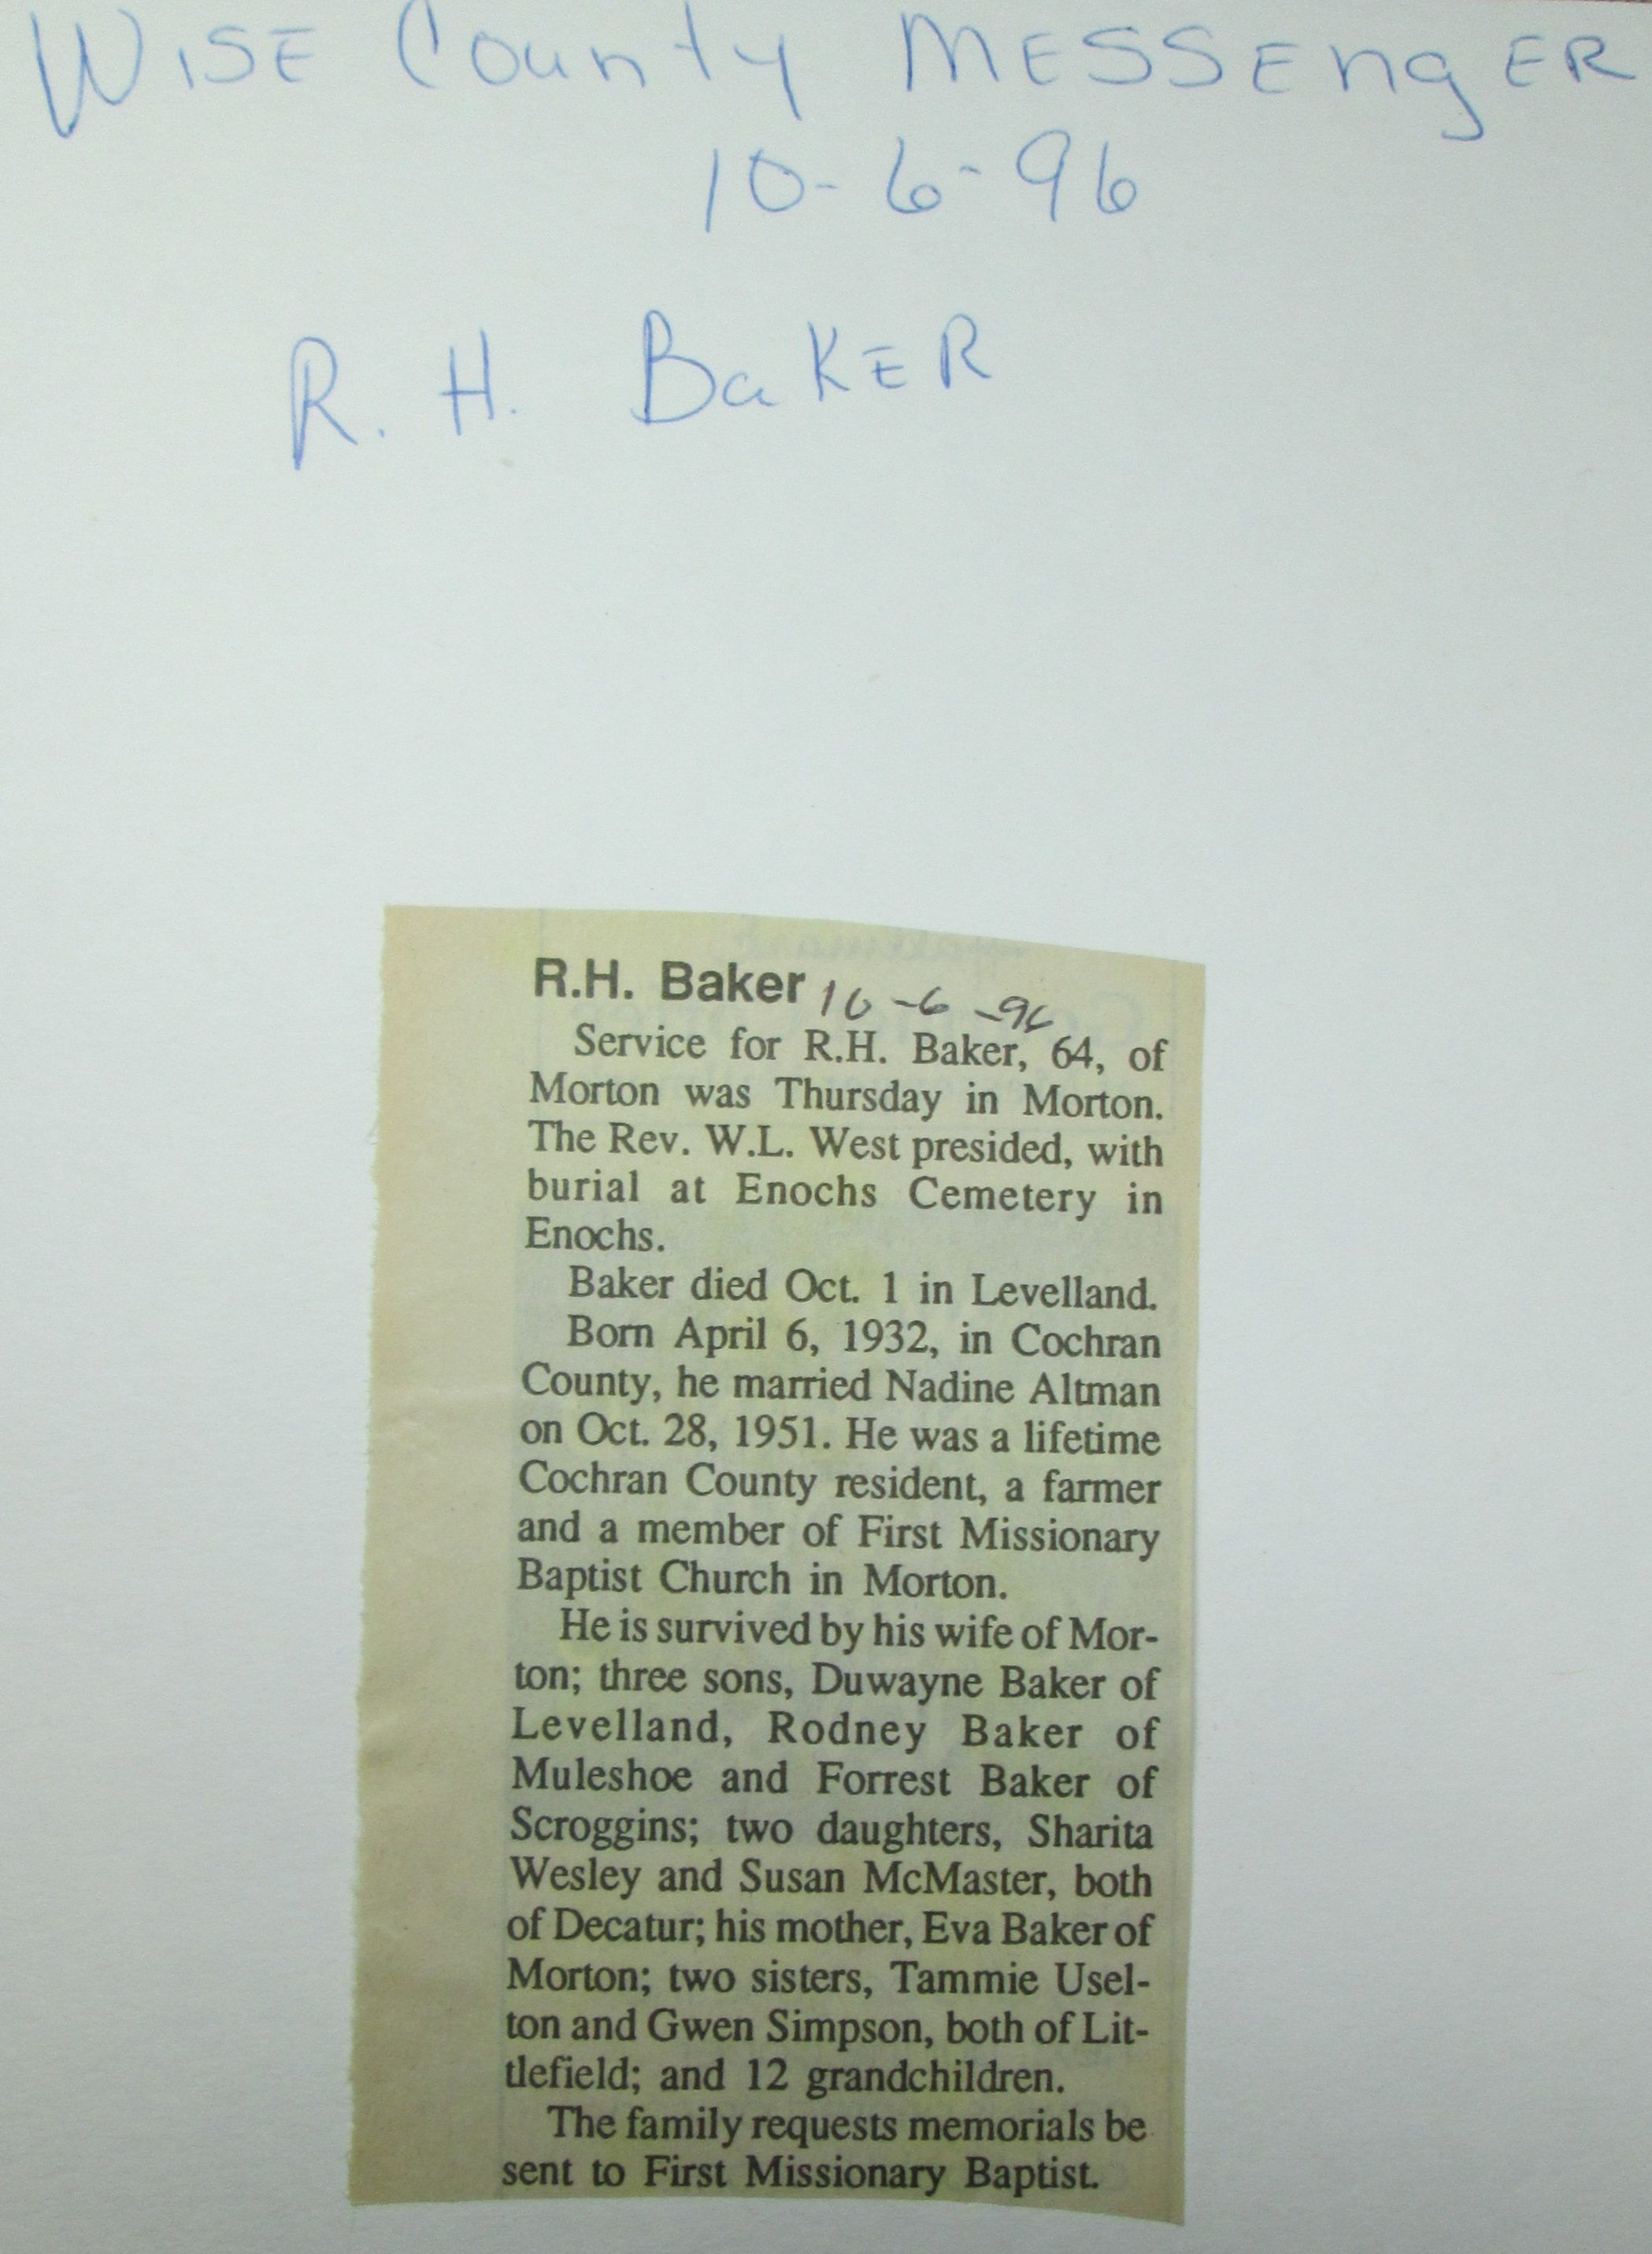 WISE County MESSEngER
10-6-96
R. H. BaKER
R.H. Baker 10-6-96
Service for R.H. Baker, 64, of
Morton was Thursday in Morton.
The Rev. W.L. West presided, with
burial at Enochs Cemetery in
Enochs.
Baker died Oct. 1 in Levelland.
Born April 6, 1932, in Cochran
County, he married Nadine Altman
on Oct. 28, 1951. He was a lifetime
Cochran County resident, a farmer
and a member of First Missionary
Baptist Church in Morton.
He is survived by his wife of Mor-
ton; three sons, Duwayne Baker of
Levelland, Rodney Baker of
Muleshoe and Forrest Baker of
Scroggins; two daughters, Sharita
Wesley and Susan McMaster, both
of Decatur; his mother, Eva Baker of
Morton; two sisters, Tammie Usel-
ton and Gwen Simpson, both of Lit-
tlefield; and 12 grandchildren.
The family requests memorials be
sent to First Missionary Baptist.